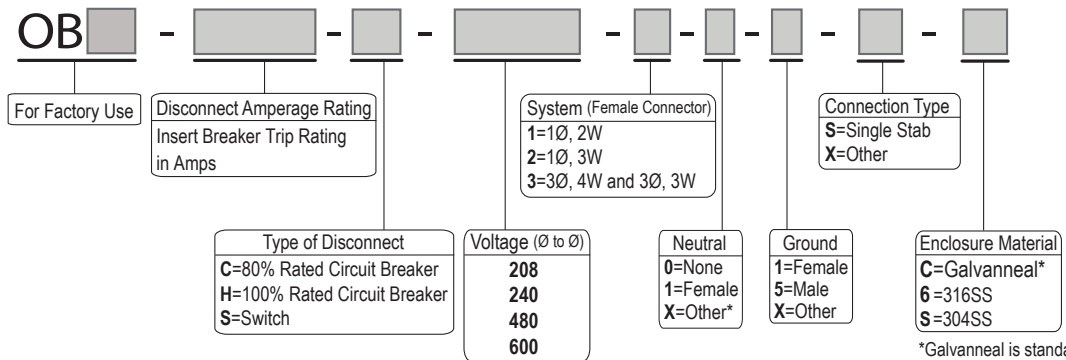 OB - - - - - - - -
For Factory Use
Disconnect Amperage Rating
Insert Breaker Trip Rating
in Amps
System (Female Connector)
1=1Ø, 2W
2=1Ø, 3W
3=3Ø, 4W and 3Ø, 3W
Connection Type
S=Single Stab
X=Other
Type of Disconnect
C=80% Rated Circuit Breaker
H=100% Rated Circuit Breaker
S=Switch
Voltage (Ø to Ø)
208
240
480
600
Neutral
0=None
1=Female
X=Other*
Ground
1=Female
5=Male
X=Other
Enclosure Material
C=Galvanneal*
6=316SS
S=304SS
*Galvanneal is